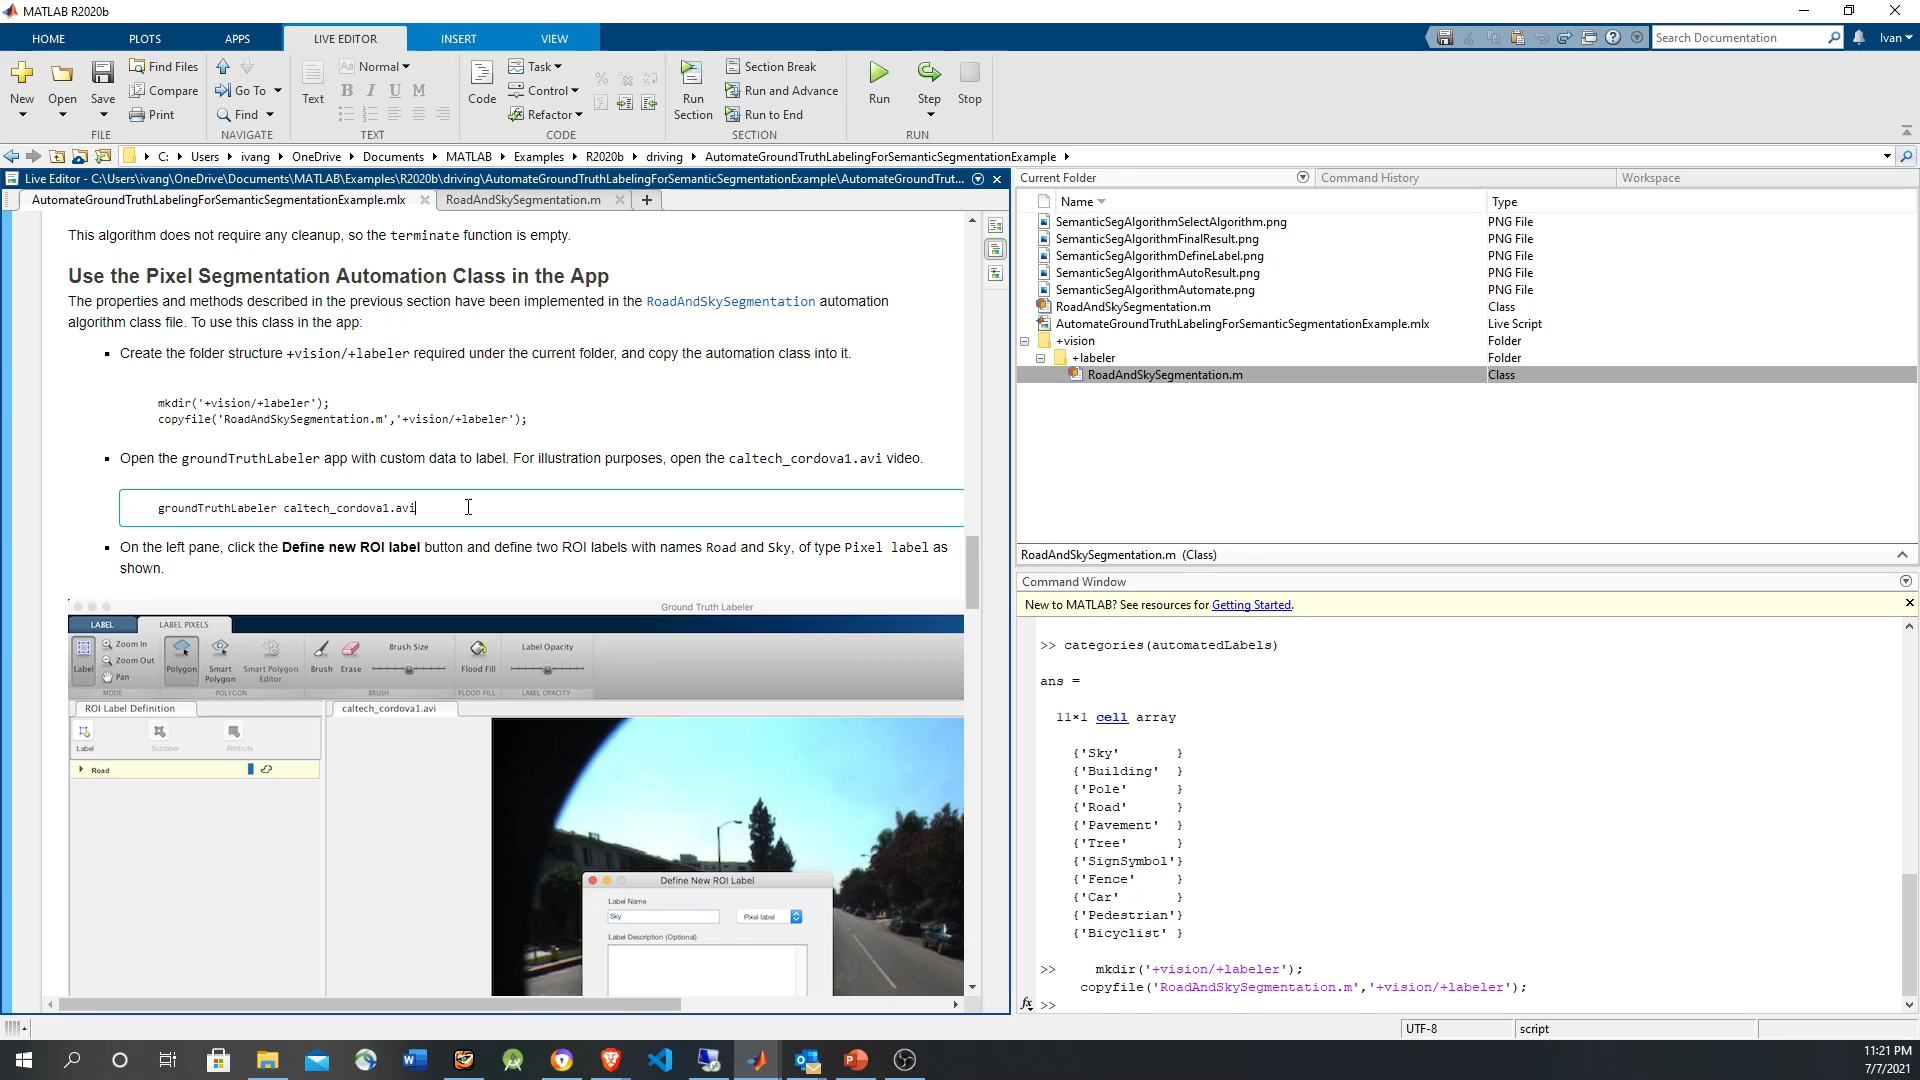 MATLAB R2020b
HOME
PLOTS
APPS
LIVE EDITOR
INSERT
VIEW
Search Documentation
Ivan
New
Open
Save
Find Files
Compare
Print
FILE
Go To
Find
NAVIGATE
Text
Normal
B I U M
TEXT
Code
Task
Control
Refactor
CODE
Run Section
Section Break
Run and Advance
Run to End
SECTION
Run
Step
Stop
RUN
C: Users ivang OneDrive Documents MATLAB Examples R2020b driving AutomateGroundTruthLabelingForSemanticSegmentationExample
Live Editor - C:\Users\ivang\OneDrive\Documents\MATLAB\Examples\R2020b\driving\AutomateGroundTruthLabelingForSemanticSegmentationExample\AutomateGroundTrut...
AutomateGroundTruthLabelingForSemanticSegmentationExample.mlx
RoadAndSkySegmentation.m
This algorithm does not require any cleanup, so the terminate function is empty.
Use the Pixel Segmentation Automation Class in the App
The properties and methods described in the previous section have been implemented in the RoadAndSkySegmentation automation
algorithm class file. To use this class in the app:
Create the folder structure +vision/+labeler required under the current folder, and copy the automation class into it.
mkdir('+vision/+labeler');
copyfile('RoadAndSkySegmentation.m','+vision/+labeler');
Open the groundTruthLabeler app with custom data to label. For illustration purposes, open the caltech_cordova1.avi video.
groundTruthLabeler caltech_cordova1.avi
On the left pane, click the Define new ROI label button and define two ROI labels with names Road and Sky, of type Pixel label as
shown.
Ground Truth Labeler
LABEL
LABEL PIXELS
Label
Zoom In
Zoom Out
Pan
MODE
Polygon
Smart Polygon
Smart Polygon Editor
POLYGON
Brush
Erase
Brush Size
BRUSH
Flood Fill
FLOOD FILL
Label Opacity
LABEL OPACITY
ROI Label Definition
caltech_cordova1.avi
Label
Sublabel
Attribute
Road
Define New ROI Label
Label Name
Sky
Pixel label
Label Description (Optional)
Current Folder
Command History
Workspace
Name
Type
SemanticSegAlgorithmSelectAlgorithm.png PNG File
SemanticSegAlgorithmFinalResult.png PNG File
SemanticSegAlgorithmDefineLabel.png PNG File
SemanticSegAlgorithmAutoResult.png PNG File
SemanticSegAlgorithmAutomate.png PNG File
RoadAndSkySegmentation.m Class
AutomateGroundTruthLabelingForSemanticSegmentationExample.mlx Live Script
+vision Folder
+labeler Folder
RoadAndSkySegmentation.m Class
RoadAndSkySegmentation.m (Class)
Command Window
New to MATLAB? See resources for Getting Started.
>> categories(automatedLabels)
ans =
11×1 cell array
{'Sky' }
{'Building' }
{'Pole' }
{'Road' }
{'Pavement' }
{'Tree' }
{'SignSymbol'}
{'Fence' }
{'Car' }
{'Pedestrian'}
{'Bicyclist' }
>> mkdir('+vision/+labeler');
copyfile('RoadAndSkySegmentation.m','+vision/+labeler');
fx >>
UTF-8
script
11:21 PM
7/7/2021